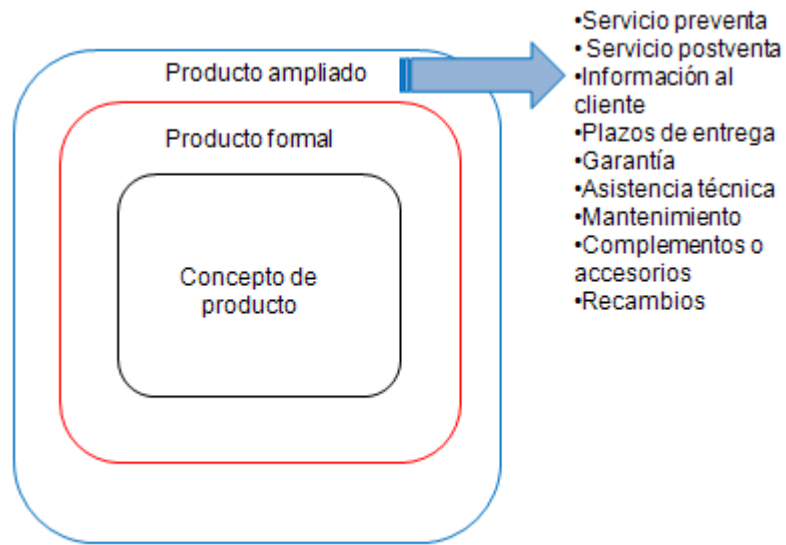 Producto ampliado
Producto formal
Concepto de
producto
•Servicio preventa
• Servicio postventa
•Información al
cliente
•Plazos de entrega
•Garantía
•Asistencia técnica
•Mantenimiento
•Complementos o
accesorios
•Recambios